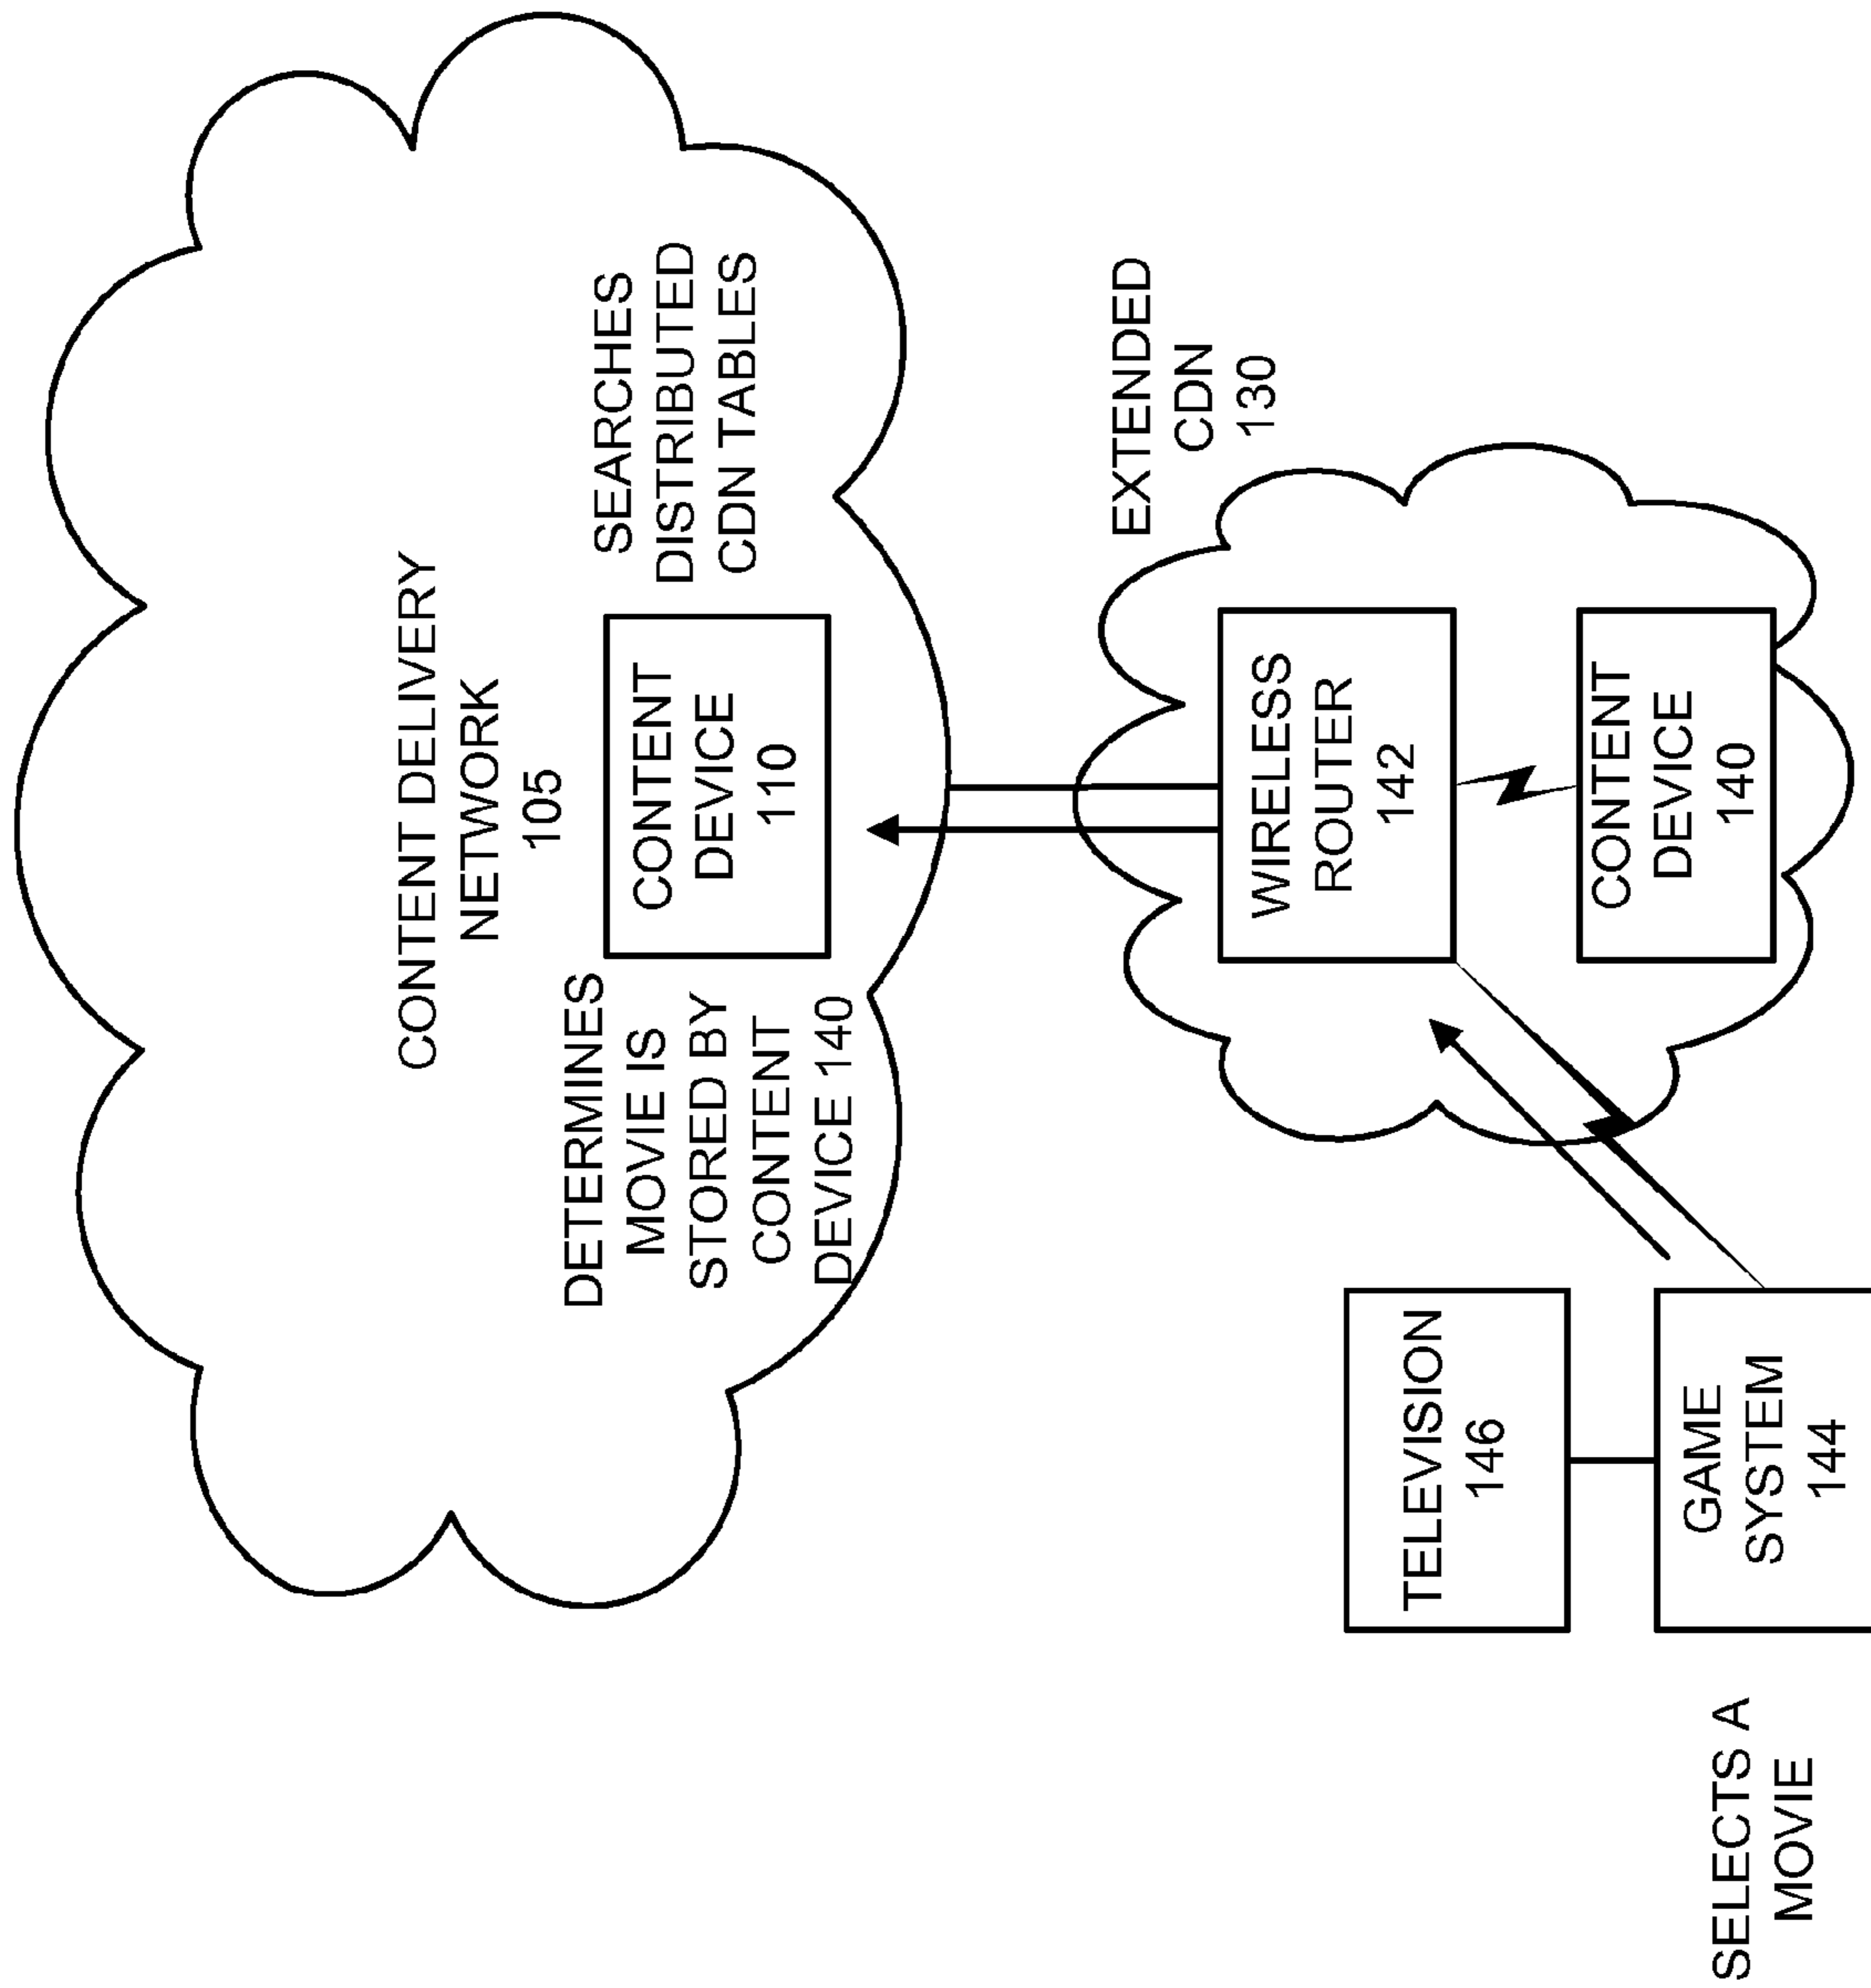 CONTENT DELIVERY
NETWORK
105
DETERMINES
MOVIE IS
STORED BY
CONTENT
DEVICE 140
CONTENT
DEVICE
110
SEARCHES
DISTRIBUTED
CDN TABLES
EXTENDED
CDN
130
WIRELESS
ROUTER
142
TELEVISION
146
CONTENT
DEVICE
140
SELECTS A
MOVIE
GAME
SYSTEM
144